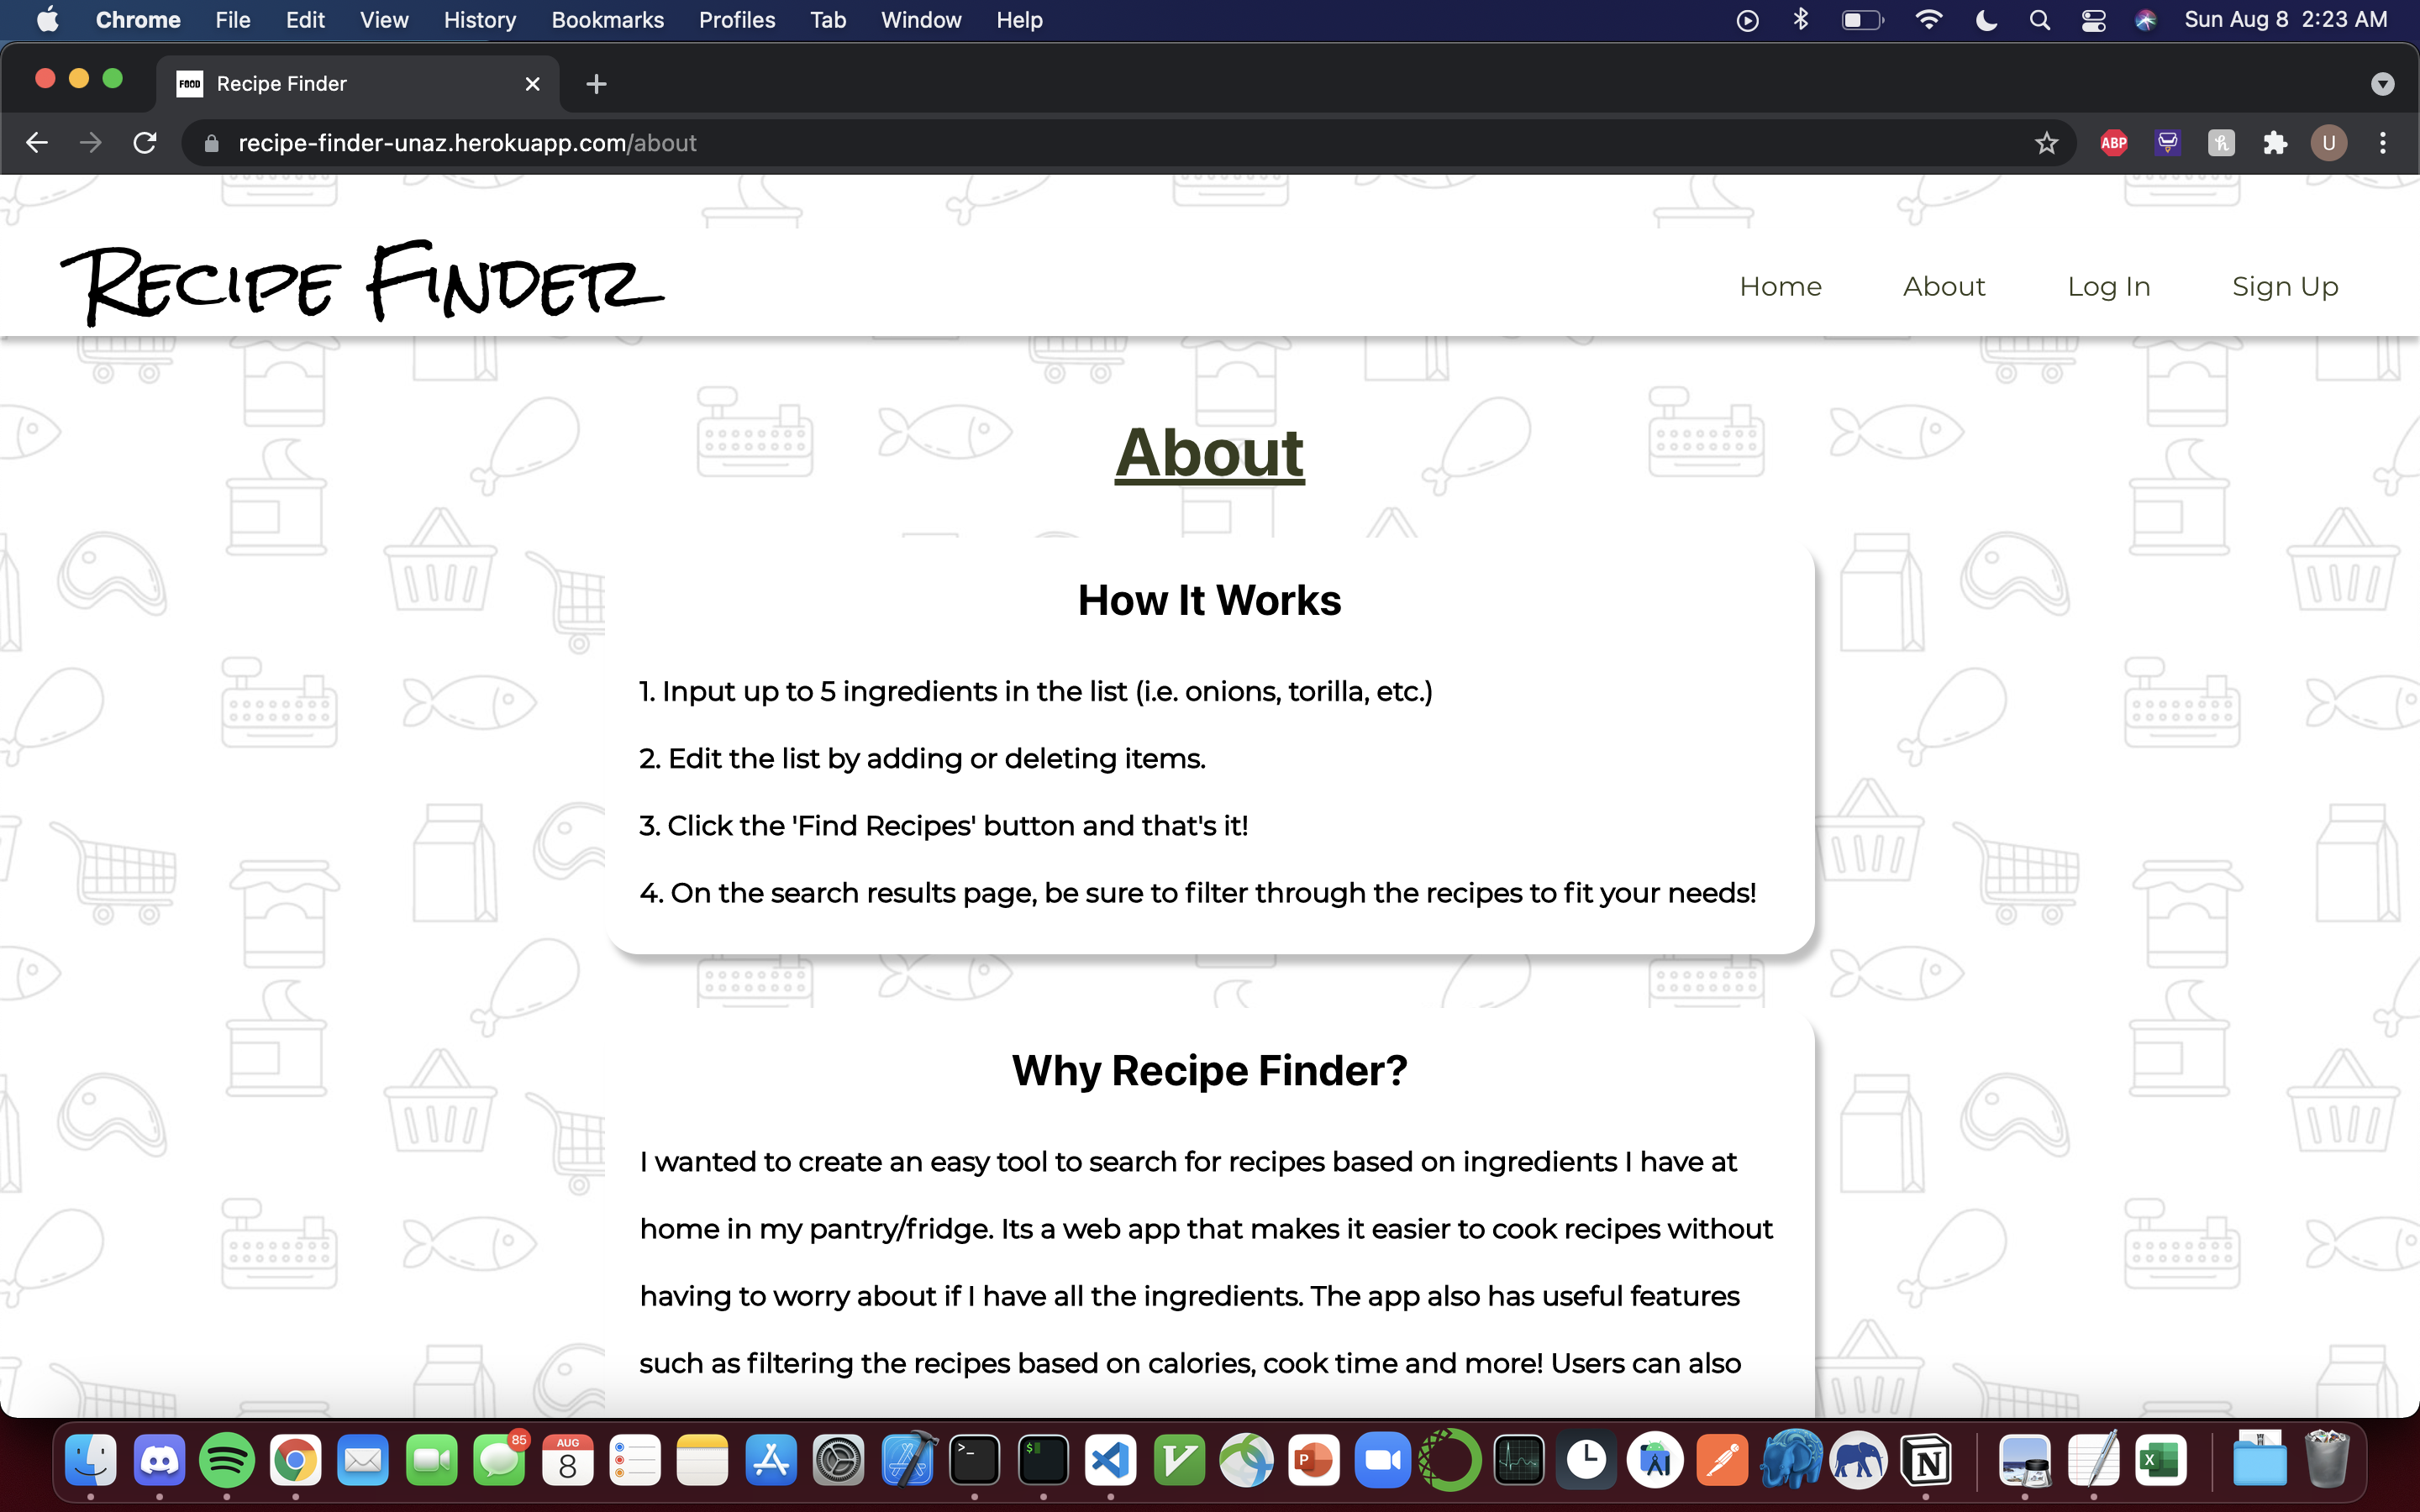 Chrome File Edit View History Bookmarks Profiles Tab Window Help Sun Aug 8 2:23 AM
FOOD Recipe Finder
recipe-finder-unaz.herokuapp.com/about ABP h U
Recipe Finder
Home About Log In Sign Up
About
How It Works
1. Input up to 5 ingredients in the list (i.e. onions, torilla, etc.)
2. Edit the list by adding or deleting items.
3. Click the 'Find Recipes' button and that's it!
4. On the search results page, be sure to filter through the recipes to fit your needs!
Why Recipe Finder?
I wanted to create an easy tool to search for recipes based on ingredients I have at
home in my pantry/fridge. Its a web app that makes it easier to cook recipes without
having to worry about if I have all the ingredients. The app also has useful features
such as filtering the recipes based on calories, cook time and more! Users can also
85 AUG 8 >_ $ V P A N X W